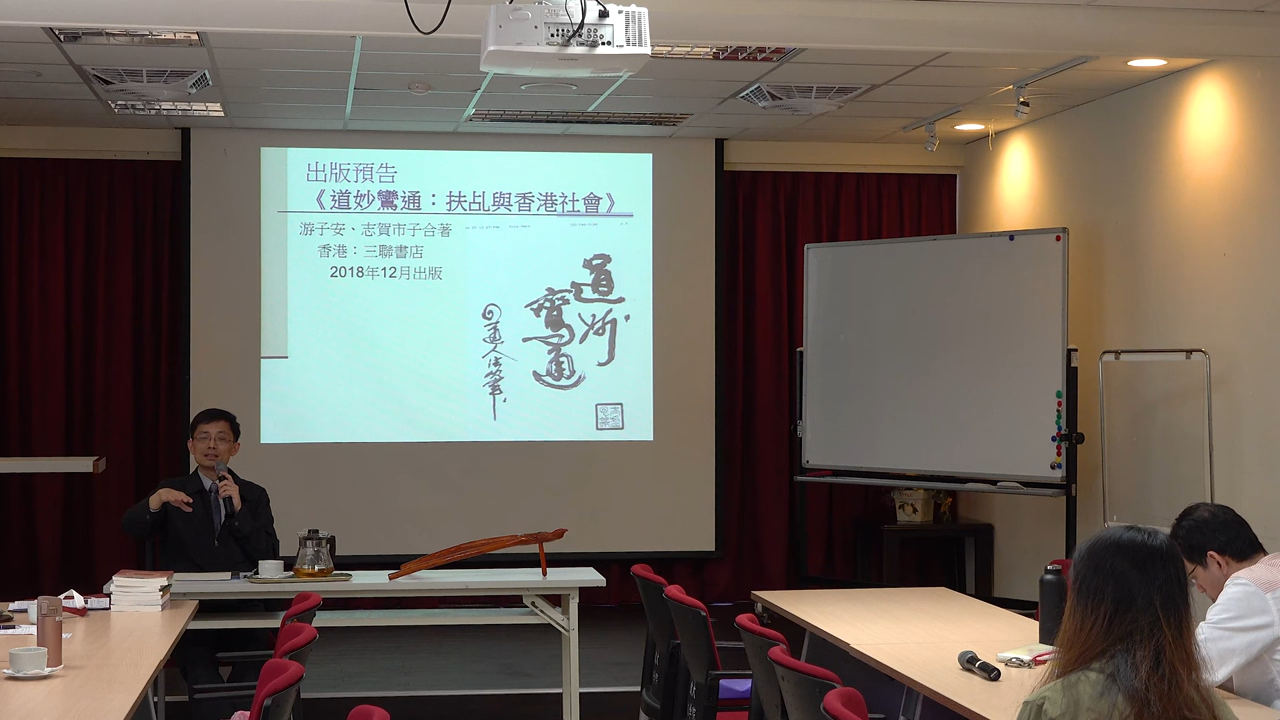 出版預告
《道妙鸞通：扶乩與香港社會》
游子安、志賀市子合著
香港：三聯書店
2018年12月出版
道妙
鸞通